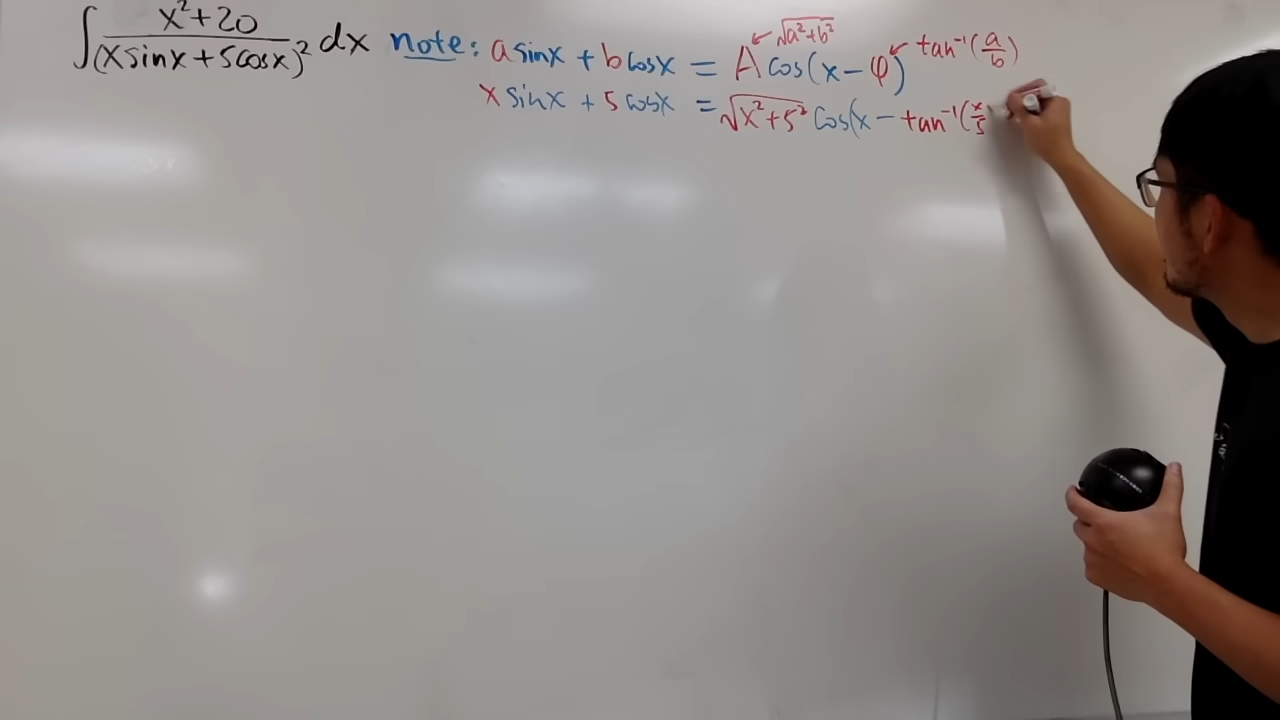 ∫ (x²+20)/(x sinx + 5cosx)² dx note: a sinx + b cosx = A cos(x − φ) √(a²+b²) tan⁻¹(a/b)
x sinx + 5 cosx = √(x²+5²) cos(x − tan⁻¹(x/5)